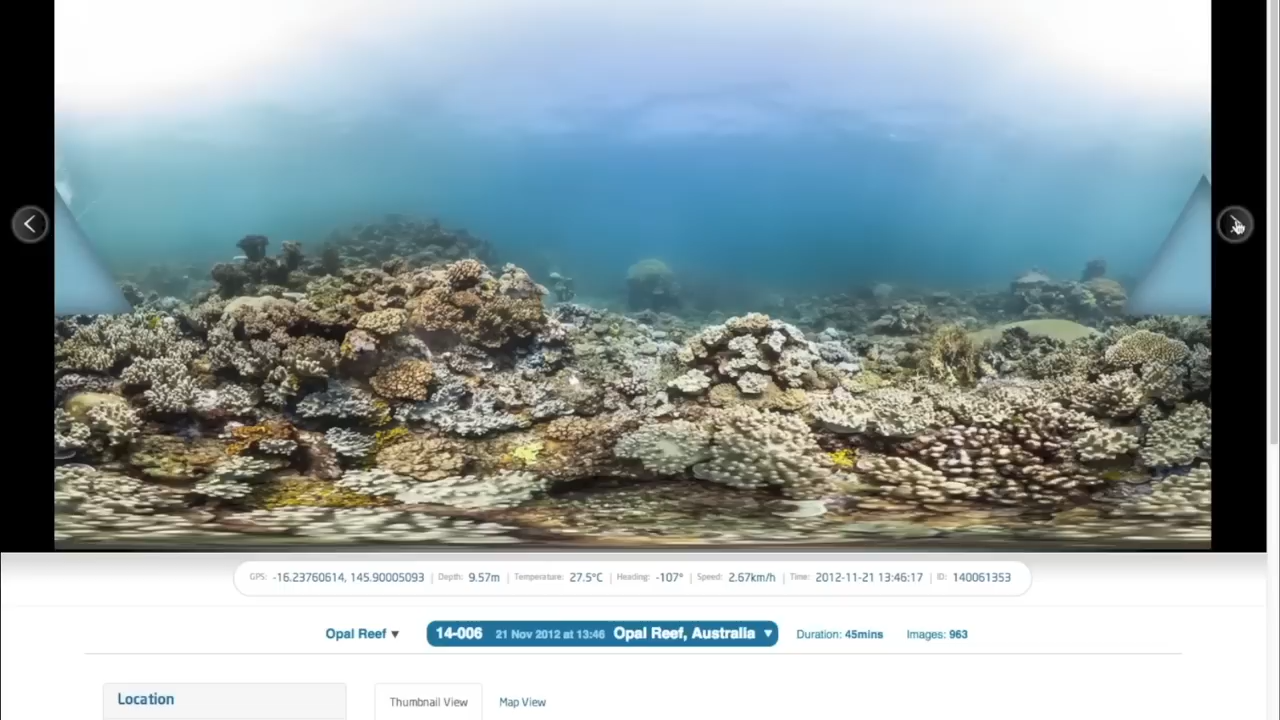 GPS: -16.23760614, 145.90005093 | Depth: 9.57m | Temperature: 27.5°C | Heading: -107° | Speed: 2.67km/h | Time: 2012-11-21 13:46:17 | ID: 140061353
Opal Reef ▼ 14-006 21 Nov 2012 at 13:46 Opal Reef, Australia ▼ Duration: 45mins Images: 963
Location Thumbnail View Map View